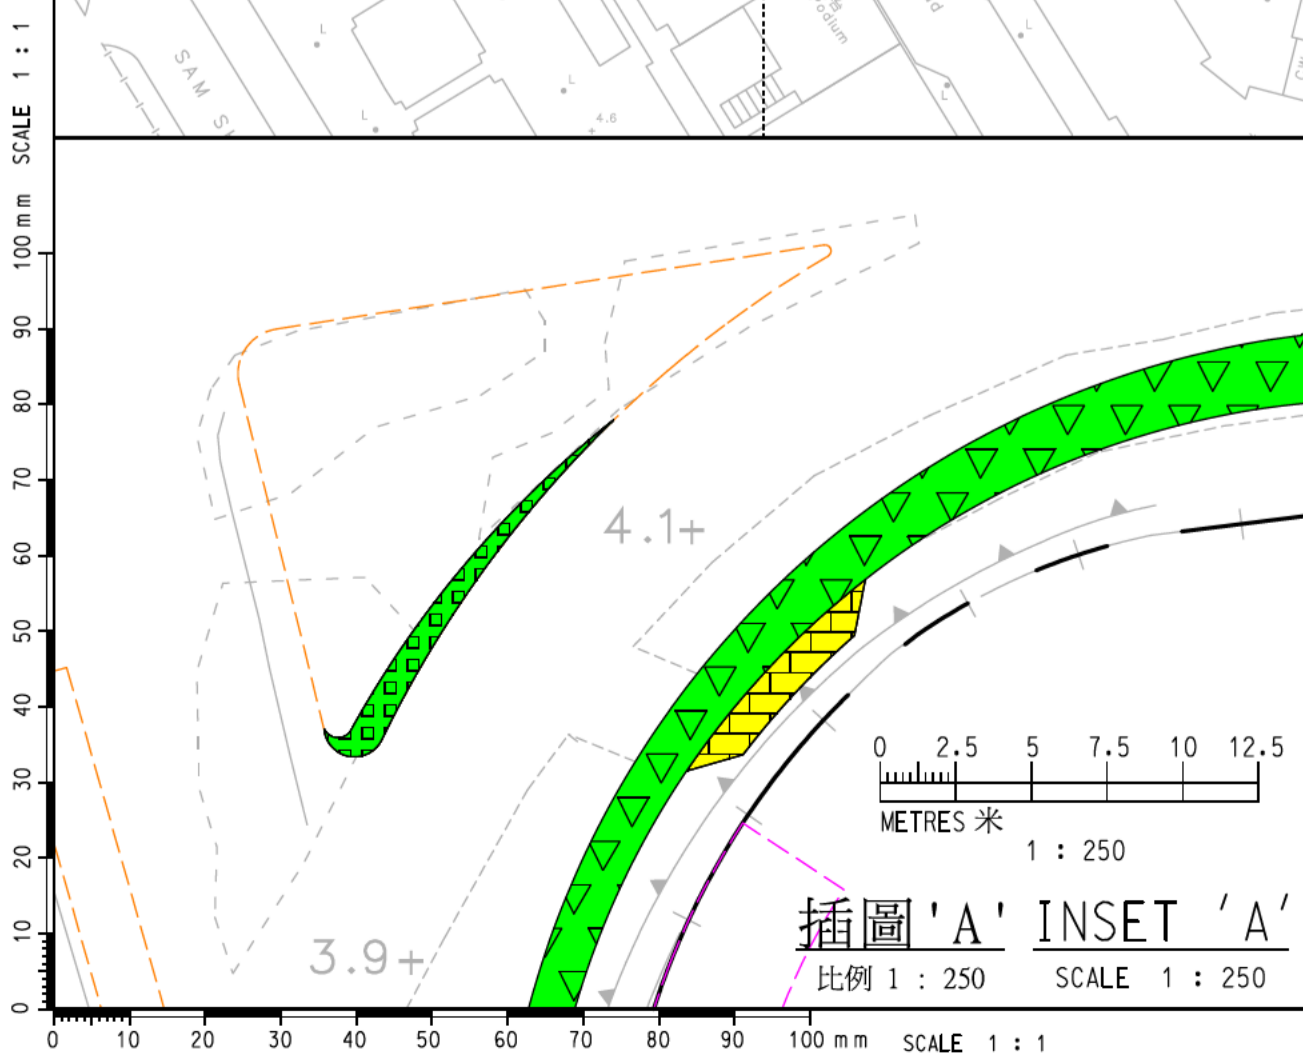 SCALE 1 : 1
SAM
L
L
L
4.6
odium
L
L
100 mm
90
80
70
60
50
40
30
20
10
0
4.1+
3.9+
0 2.5 5 7.5 10 12.5
METRES 米
1 : 250
插圖 'A' INSET 'A'
比例 1 : 250 SCALE 1 : 250
0 10 20 30 40 50 60 70 80 90 100 mm SCALE 1 : 1